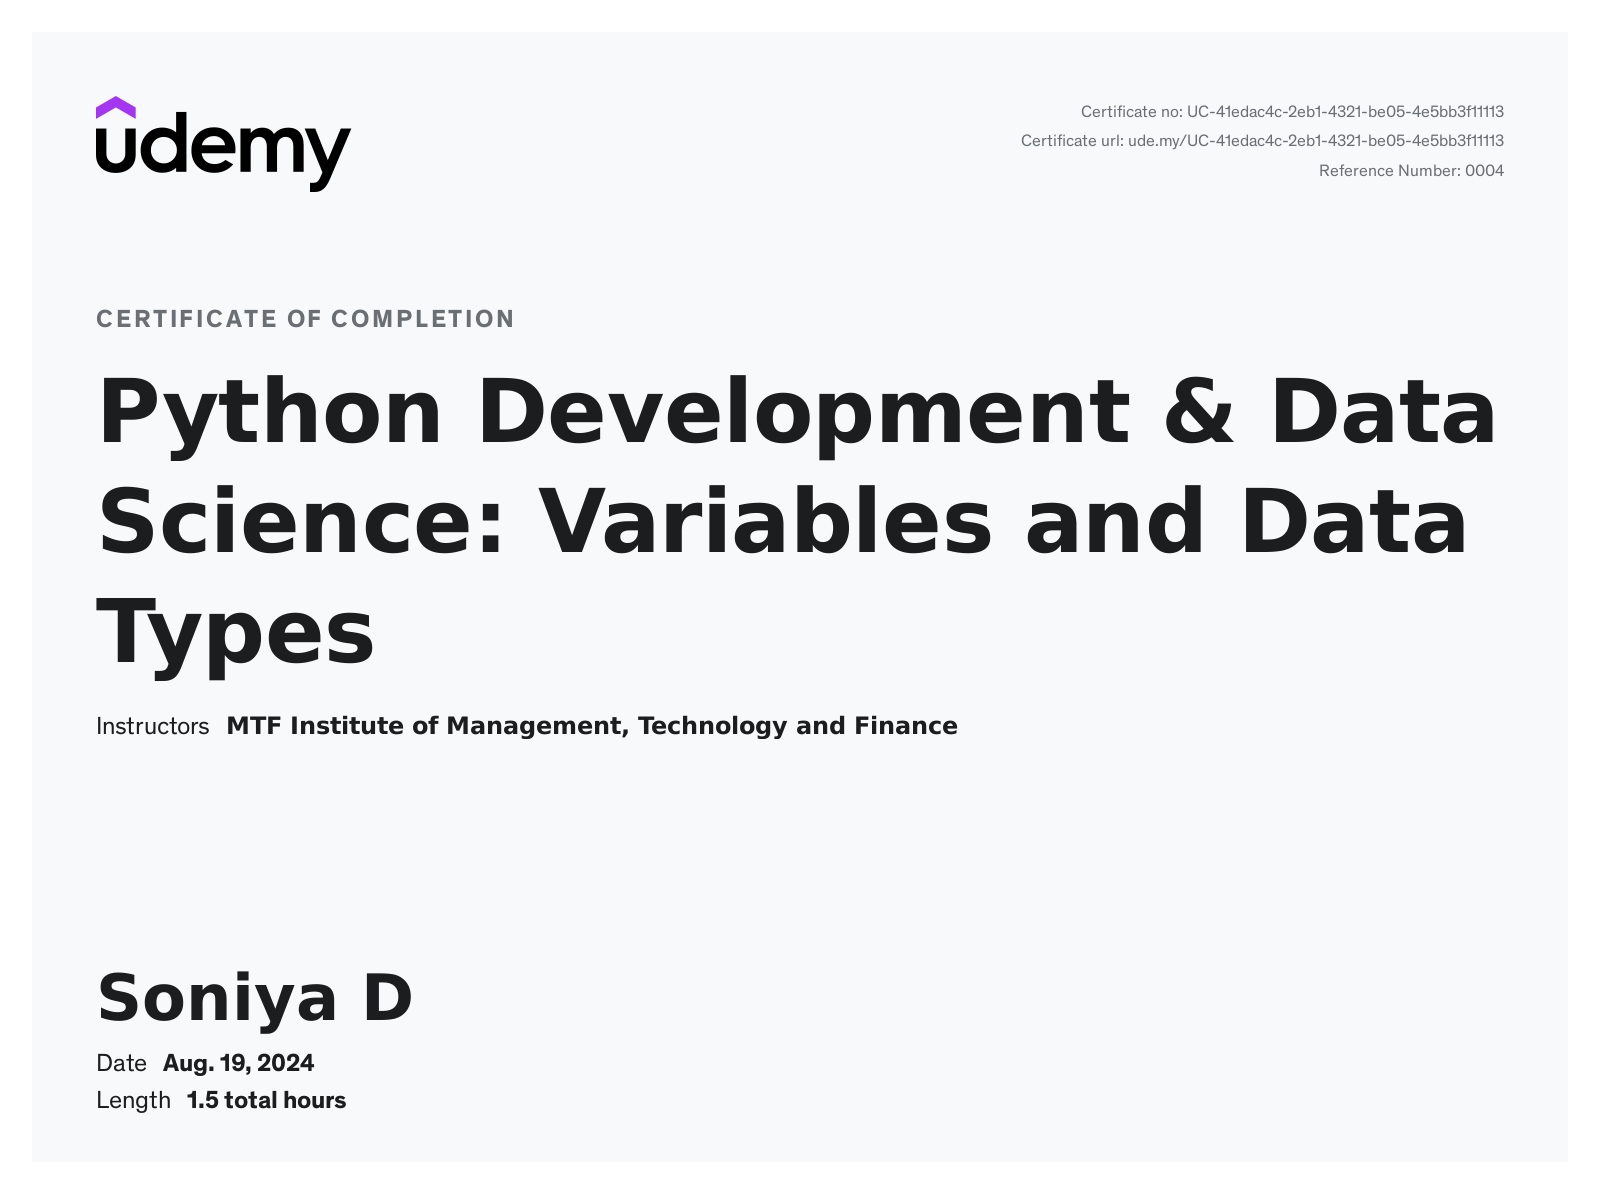 udemy
Certificate no: UC-41edac4c-2eb1-4321-be05-4e5bb3f11113
Certificate url: ude.my/UC-41edac4c-2eb1-4321-be05-4e5bb3f11113
Reference Number: 0004
CERTIFICATE OF COMPLETION
Python Development & Data
Science: Variables and Data
Types
Instructors MTF Institute of Management, Technology and Finance
Soniya D
Date Aug. 19, 2024
Length 1.5 total hours